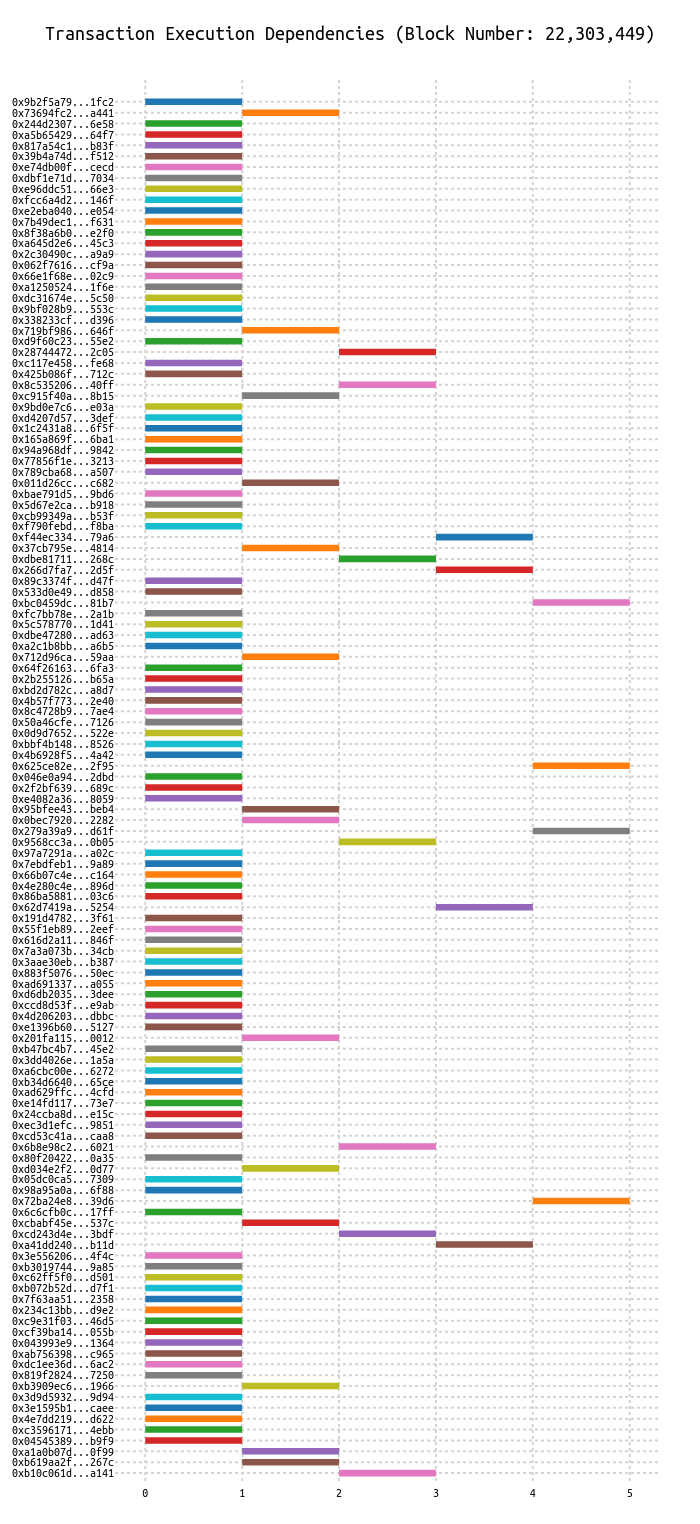 Transaction Execution Dependencies (Block Number: 22,303,449)
0x9b2f5a79...1fc2
0x73694fc2...a441
0x244d2307...6e58
0xa5b65429...64f7
0x817a54c1...b83f
0x39b4a74d...f512
0xe74db00f...cecd
0xdbf1e71d...7034
0xe96ddc51...66e3
0xfcc6a4d2...146f
0xe2eba040...e054
0x7b49dec1...f631
0x8f38a6b0...e2f0
0xa645d2e6...45c3
0x2c30490c...a9a9
0x062f7616...cf9a
0x66e1f68e...02c9
0xa1250524...1f6e
0xdc31674e...5c50
0x9bf028b9...553c
0x338233cf...d396
0x719bf986...646f
0xd9f60c23...55e2
0x28744472...2c05
0xc117e458...fe68
0x425b086f...712c
0x8c535206...40ff
0xc915f40a...8b15
0x9bd0e7c6...e03a
0xd4207d57...3def
0x1c2431a8...6f5f
0x165a869f...6ba1
0x94a968df...9842
0x77856f1e...3213
0x789cba68...a507
0x011d26cc...c682
0xbae791d5...9bd6
0x5d67e2ca...b918
0xcb99349a...b53f
0xf790febd...f8ba
0xf44ec334...79a6
0x37cb795e...4814
0xdbe81711...268c
0x266d7fa7...2d5f
0x89c3374f...d47f
0x533d0e49...d858
0xbc0459dc...81b7
0xfc7bb78e...2a1b
0x5c578770...1d41
0xdbe47280...ad63
0xa2c1b8bb...a6b5
0x712d96ca...59aa
0x64f26163...6fa3
0x2b255126...b65a
0xbd2d782c...a8d7
0x4b57f773...2e40
0x8c4728b9...7ae4
0x50a46cfe...7126
0x0d9d7652...522e
0xbbf4b148...8526
0x4b6928f5...4a42
0x625ce82e...2f95
0x046e0a94...2dbd
0x2f2bf639...689c
0xe4082a36...8059
0x95bfee43...beb4
0x0bec7920...2282
0x279a39a9...d61f
0x9568cc3a...0b05
0x97a7291a...a02c
0x7ebdfeb1...9a89
0x66b07c4e...c164
0x4e280c4e...896d
0x86ba5881...03c6
0x62d7419a...5254
0x191d4782...3f61
0x55f1eb89...2eef
0x616d2a11...846f
0x7a3a073b...34cb
0x3aae30eb...b387
0x883f5076...50ec
0xad691337...a055
0xd6db2035...3dee
0xccd8d53f...e9ab
0x4d206203...dbbc
0xe1396b60...5127
0x201fa115...0012
0xb47bc4b7...45e2
0x3dd4026e...1a5a
0xa6cbc00e...6272
0xb34d6640...65ce
0xad629ffc...4cfd
0xe14fd117...73e7
0x24ccba8d...e15c
0xec3d1efc...9851
0xcd53c41a...caa8
0x6b8e98c2...6021
0x80f20422...0a35
0xd034e2f2...0d77
0x05dc0ca5...7309
0x98a95a0a...6f88
0x72ba24e8...39d6
0x6c6cfb0c...17ff
0xcbabf45e...537c
0xcd243d4e...3bdf
0xa41dd240...b11d
0x3e556206...4f4c
0xb3019744...9a85
0xc62ff5f0...d501
0xb072b52d...d7f1
0x7f63aa51...2358
0x234c13bb...d9e2
0xc9e31f03...46d5
0xcf39ba14...055b
0x043993e9...1364
0xab756398...c965
0xdc1ee36d...6ac2
0x819f2824...7250
0xb3909ec6...1966
0x3d9d5932...9d94
0x3e1595b1...caee
0x4e7dd219...d622
0xc3596171...4ebb
0x04545389...b9f9
0xa1a0b07d...0f99
0xb619aa2f...267c
0xb10c061d...a141
0 1 2 3 4 5